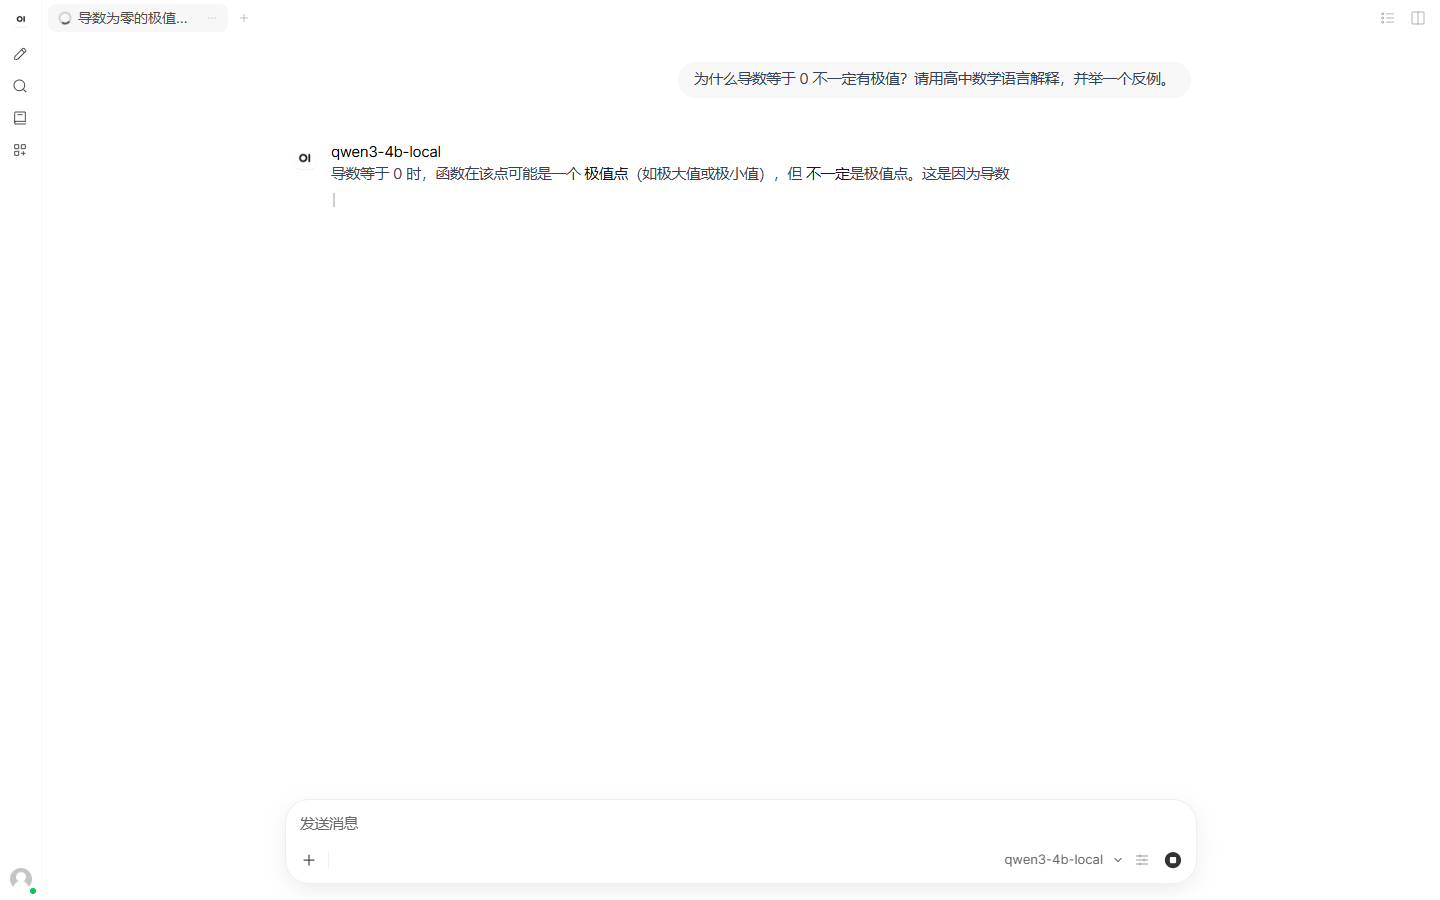 OI
导数为零的极值...
为什么导数等于 0 不一定有极值？请用高中数学语言解释，并举一个反例。
OI
qwen3-4b-local
导数等于 0 时，函数在该点可能是一个 极值点（如极大值或极小值），但 不一定是极值点。这是因为导数
发送消息
qwen3-4b-local